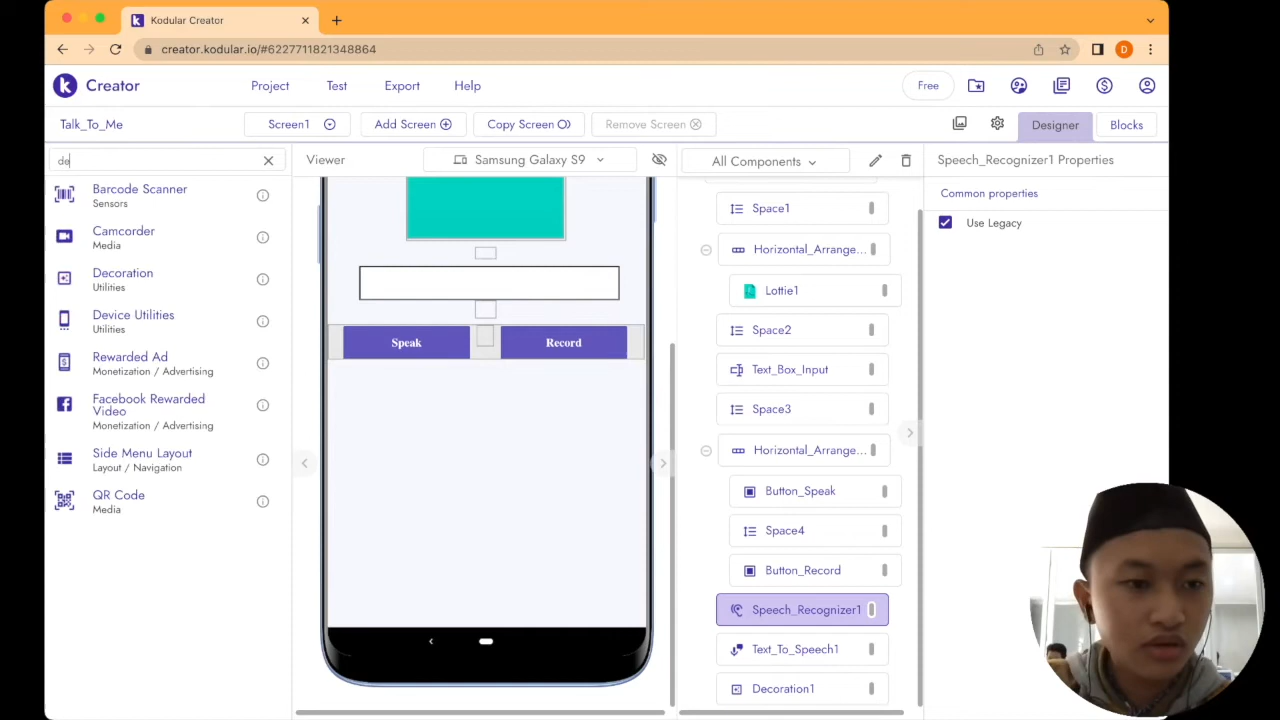 Kodular Creator
creator.kodular.io/#6227711821348864
D
Creator
Project
Test
Export
Help
Free
Talk_To_Me
Screen1
Add Screen
Copy Screen
Remove Screen
Designer
Blocks
de
Viewer
Samsung Galaxy S9
All Components
Speech_Recognizer1 Properties
Barcode Scanner
Sensors
Camcorder
Media
Decoration
Utilities
Device Utilities
Utilities
Rewarded Ad
Monetization / Advertising
Facebook Rewarded
Video
Monetization / Advertising
Side Menu Layout
Layout / Navigation
QR Code
Media
Speak
Record
Space1
Horizontal_Arrange...
Lottie1
Space2
Text_Box_Input
Space3
Horizontal_Arrange...
Button_Speak
Space4
Button_Record
Speech_Recognizer1
Text_To_Speech1
Decoration1
Common properties
Use Legacy